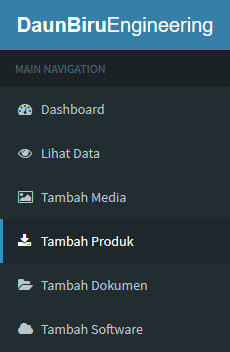 DaunBiruEngineering
MAIN NAVIGATION
Dashboard
Lihat Data
Tambah Media
Tambah Produk
Tambah Dokumen
Tambah Software